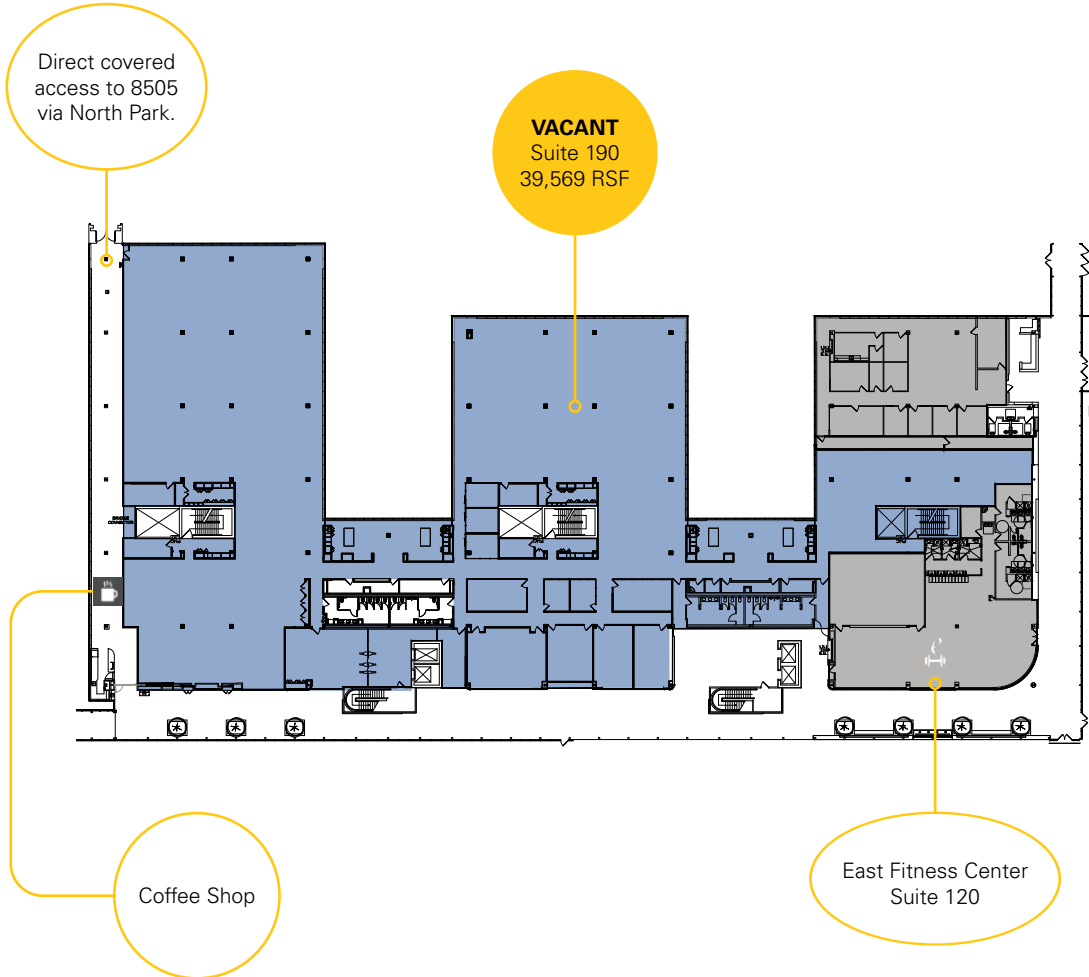 Direct covered
access to 8505
via North Park.
VACANT
Suite 190
39,569 RSF
Coffee Shop
East Fitness Center
Suite 120